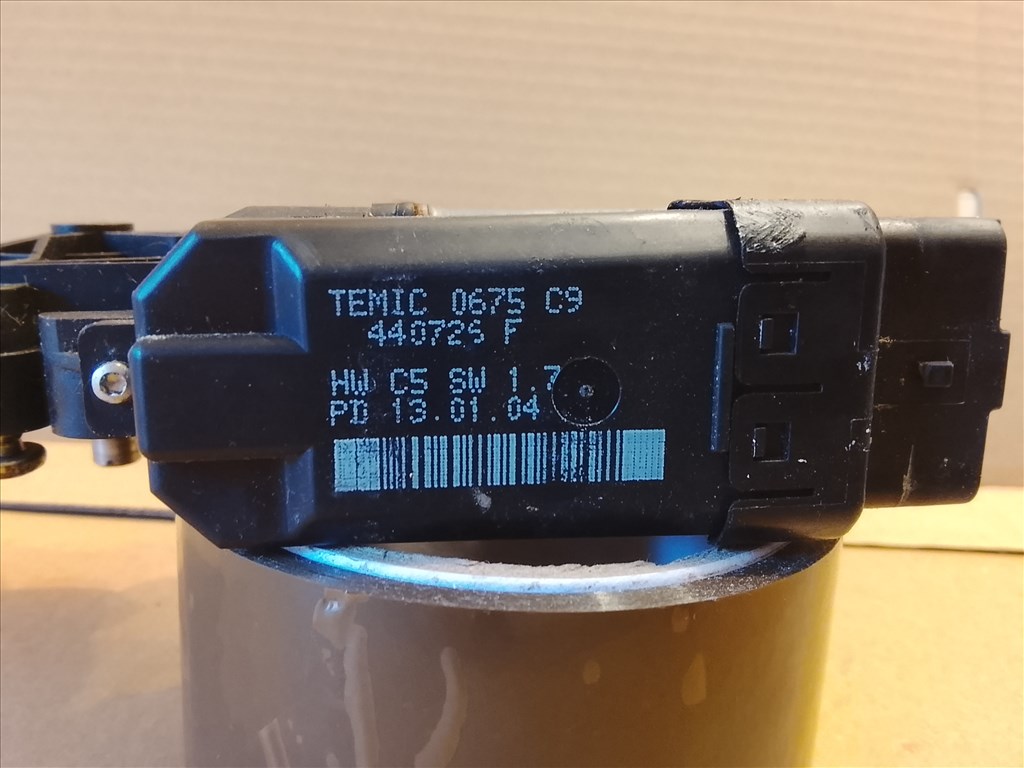 TEMIC 0675 C9
440726 F
HW C5 SW 1.7
PD 13.01.04